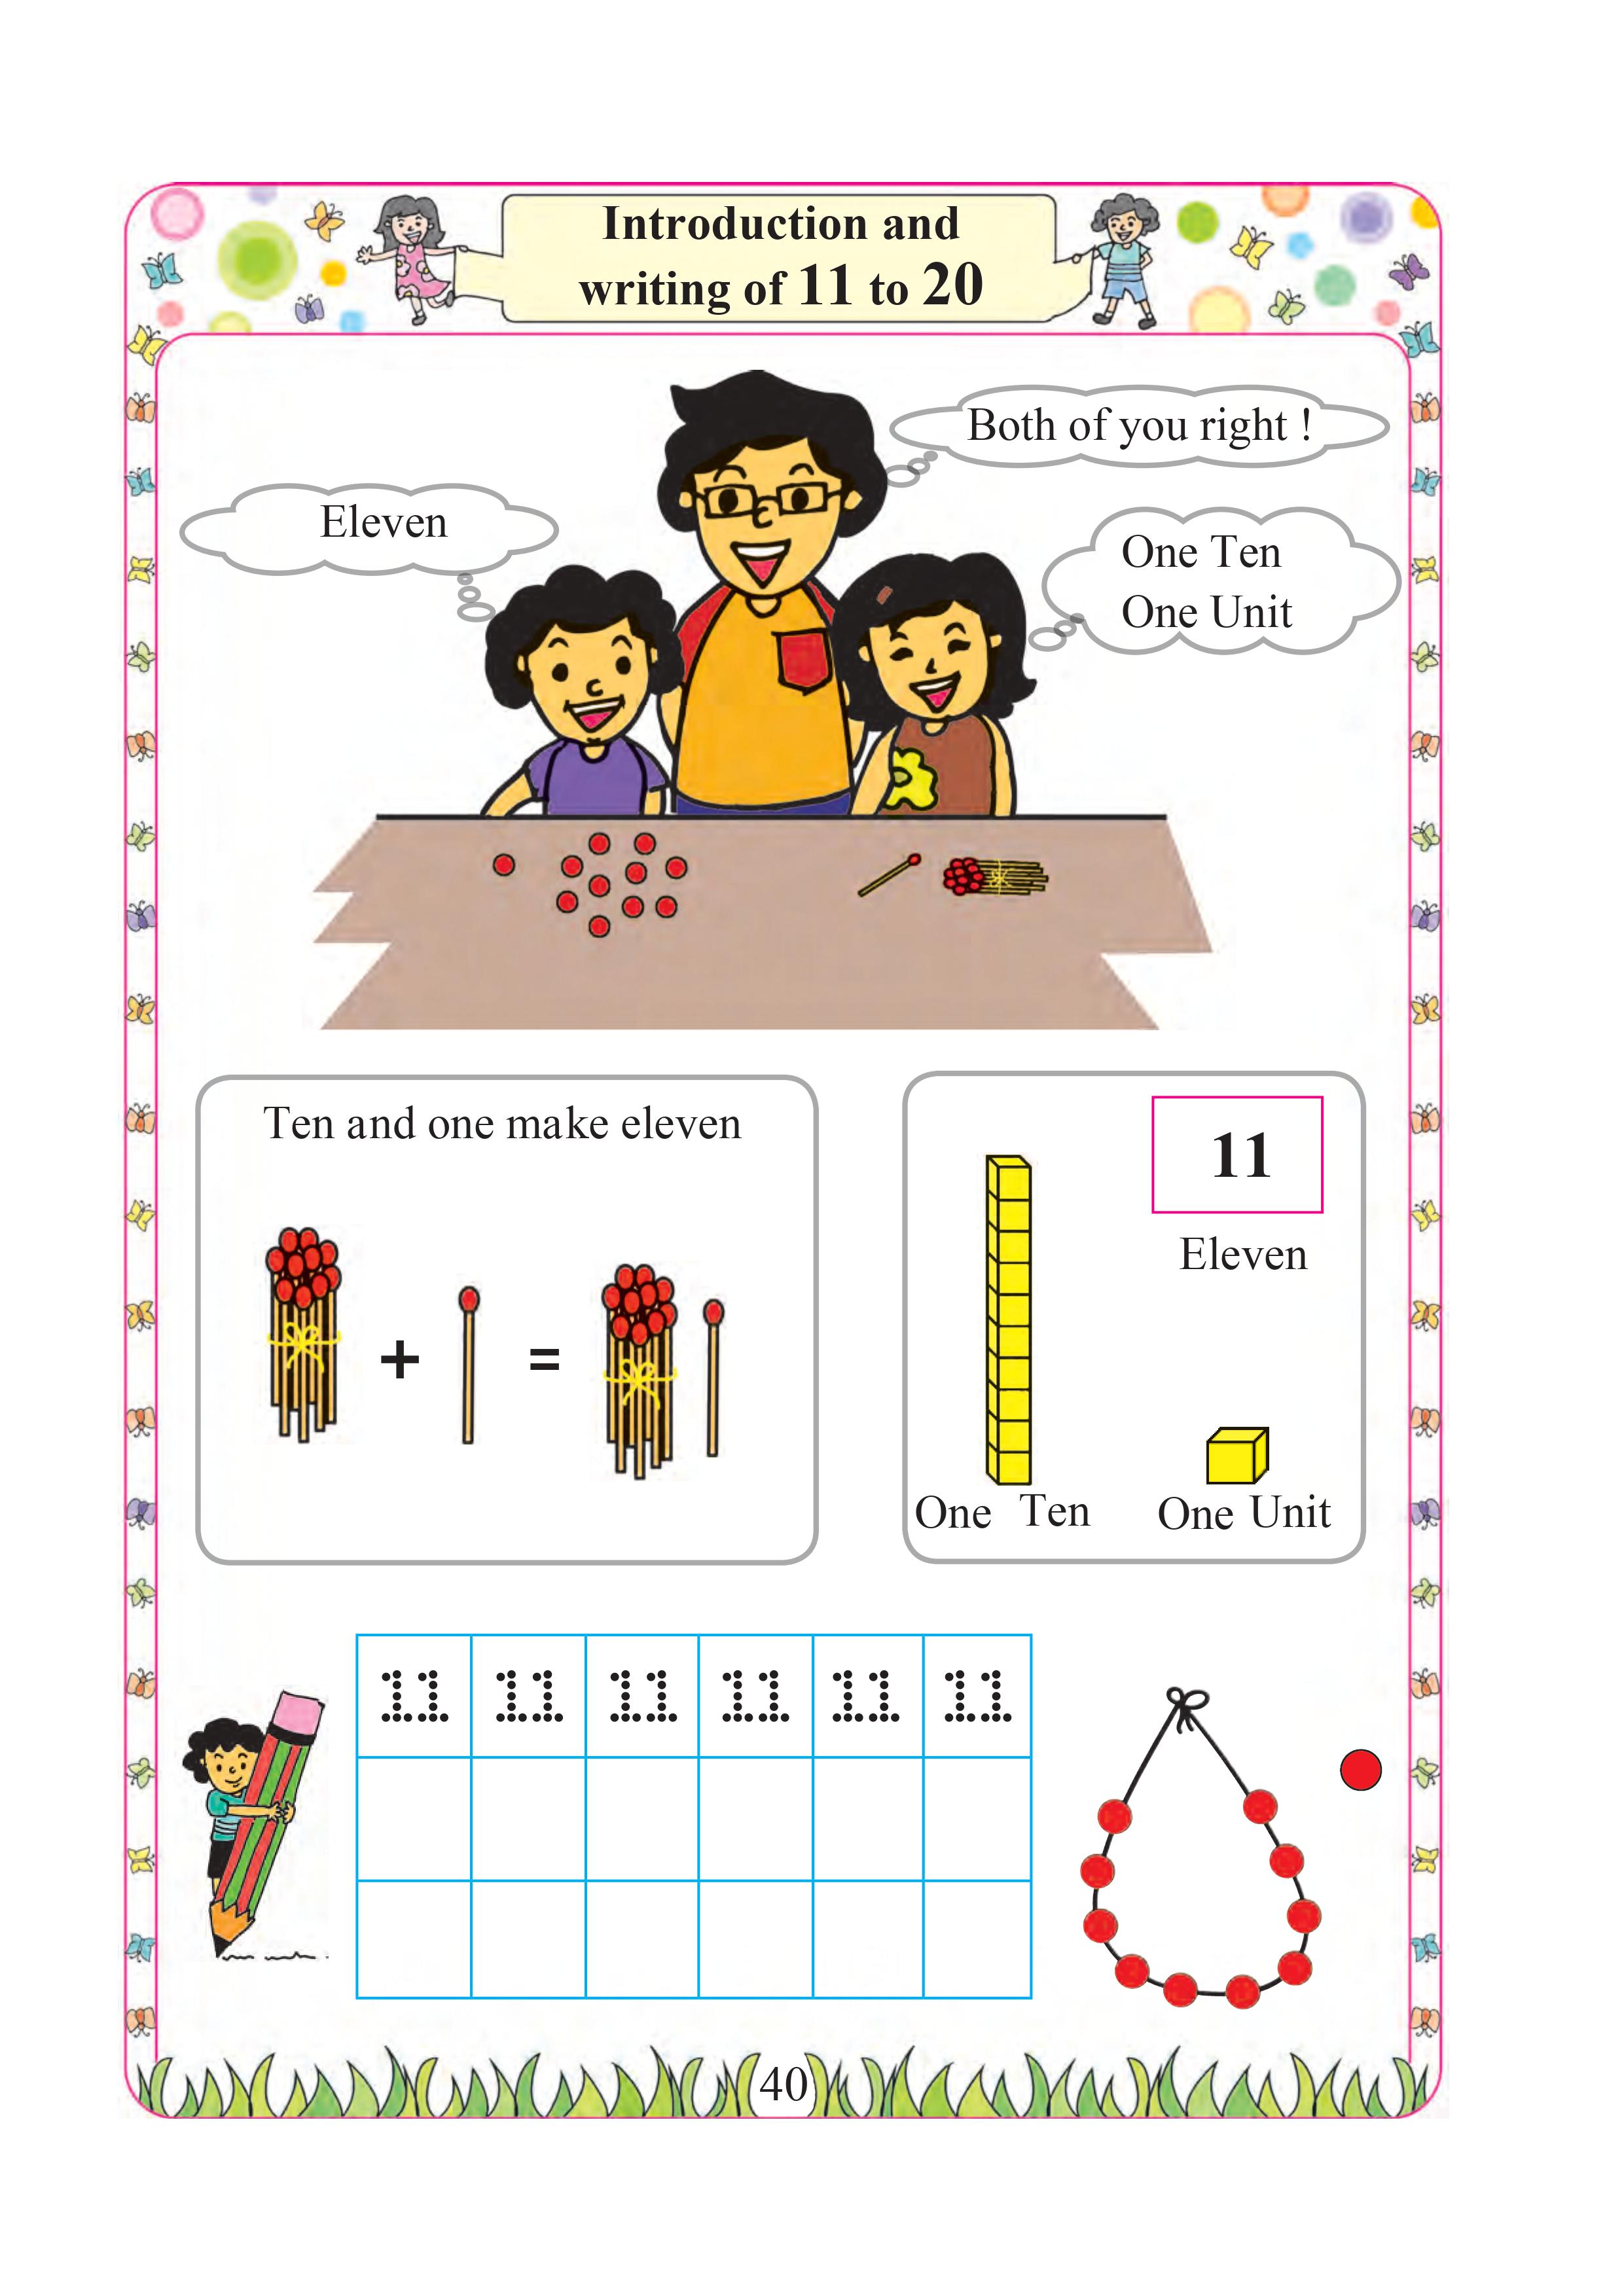 Introduction and
writing of 11 to 20
Both of you right !
Eleven
One Ten
One Unit
Ten and one make eleven
+ =
11
Eleven
One Ten
One Unit
11 11 11 11 11 11
40